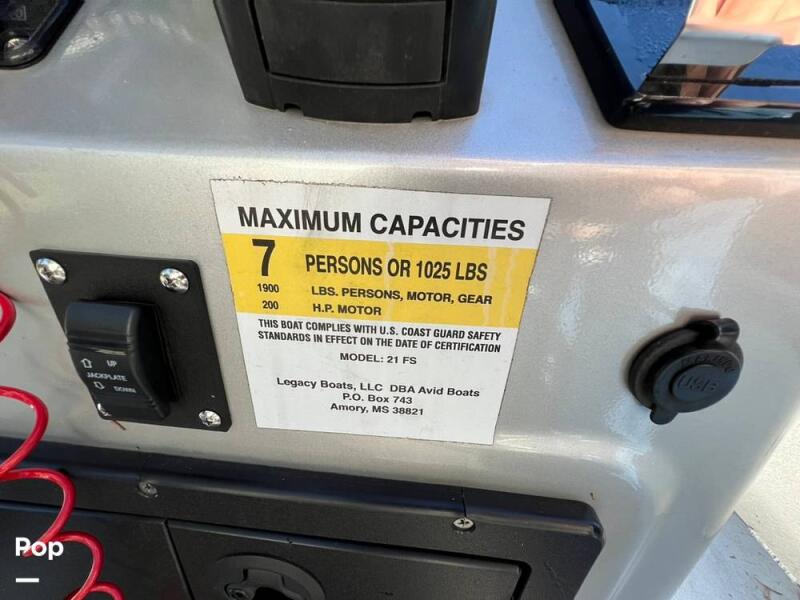 MAXIMUM CAPACITIES
7 PERSONS OR 1025 LBS
1900 LBS. PERSONS, MOTOR, GEAR
200 H.P. MOTOR
THIS BOAT COMPLIES WITH U.S. COAST GUARD SAFETY
STANDARDS IN EFFECT ON THE DATE OF CERTIFICATION
MODEL: 21 FS
Legacy Boats, LLC DBA Avid Boats
P.O. Box 743
Amory, MS 38821
UP
JACKPLATE
DOWN
USB
Pop